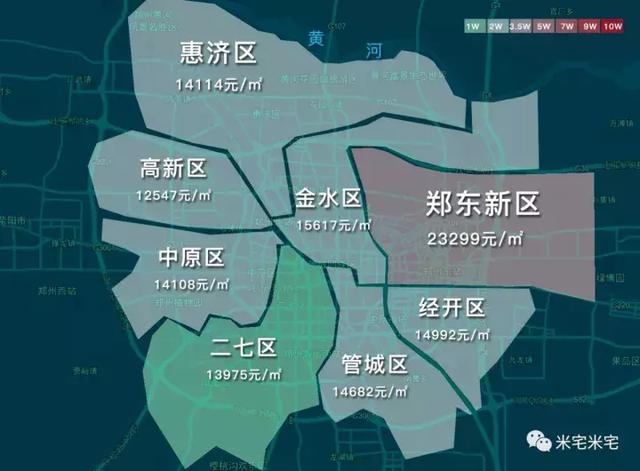 1W 2W 3.5W 5W 7W 9W 10W
黄河
惠济区
14114元/㎡
高新区
12547元/㎡
金水区
15617元/㎡
郑东新区
23299元/㎡
中原区
14108元/㎡
经开区
14992元/㎡
二七区
13975元/㎡
管城区
14682元/㎡
郑州西站
G107
米宅米宅